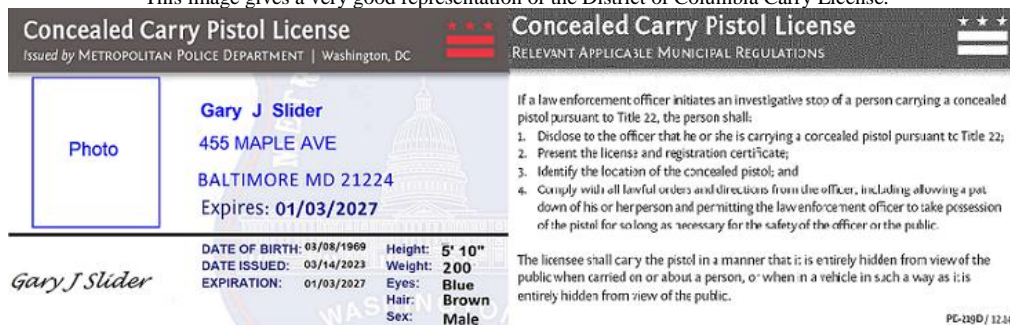 This image gives a very good representation of the District of Columbia Carry License.
Concealed Carry Pistol License
Issued by METROPOLITAN POLICE DEPARTMENT | Washington, DC
Photo
Gary J Slider
455 MAPLE AVE
BALTIMORE MD 21224
Expires: 01/03/2027
Gary J Slider
DATE OF BIRTH: 03/08/1969
DATE ISSUED: 03/14/2023
EXPIRATION: 01/03/2027
Height: 5' 10"
Weight: 200
Eyes: Blue
Hair: Brown
Sex: Male
Concealed Carry Pistol License
RELEVANT APPLICABLE MUNICIPAL REGULATIONS
If a law enforcement officer initiates an investigative stop of a person carrying a concealed
pistol pursuant to Title 22, the person shall:
1. Disclose to the officer that he or she is carrying a concealed pistol pursuant to Title 22;
2. Present the license and registration certificate;
3. Identify the location of the concealed pistol; and
4. Comply with all lawful orders and directions from the officer, including allowing a pat
down of his or her person and permitting the law enforcement officer to take possession
of the pistol for so long as necessary for the safety of the officer or the public.
The licensee shall carry the pistol in a manner that it is entirely hidden from view of the
public when carried on or about a person, or when in a vehicle in such a way as it is
entirely hidden from view of the public.